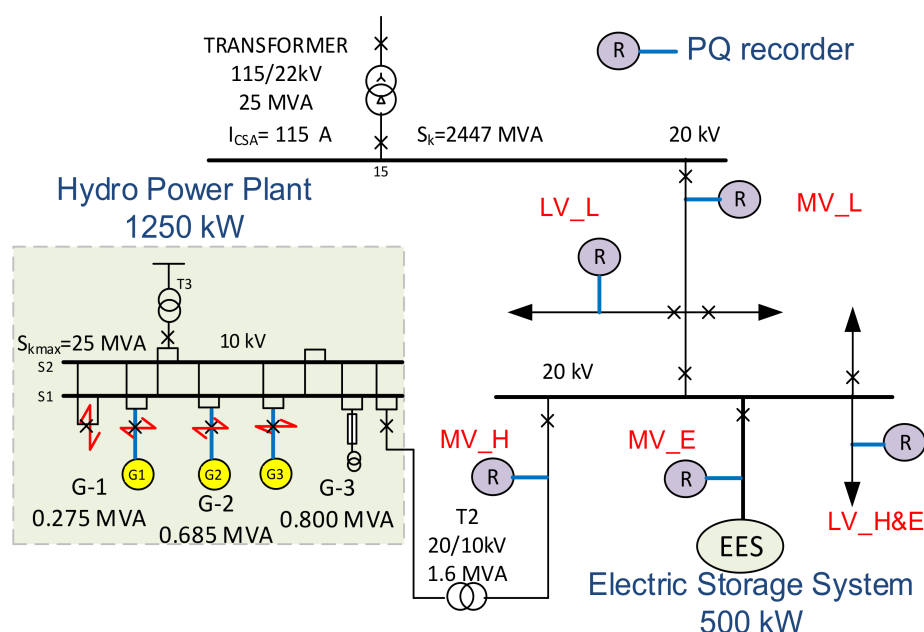 TRANSFORMER
115/22kV
25 MVA
R
PQ recorder
I_CSA= 115 A
S_k=2447 MVA
20 kV
15
Hydro Power Plant
1250 kW
LV_L
R
MV_L
R
T3
S_kmax=25 MVA
10 kV
S2
S1
20 kV
G1
G2
G3
G-1
0.275 MVA
G-2
0.685 MVA
G-3
0.800 MVA
MV_H
R
MV_E
R
R
LV_H&E
T2
20/10kV
1.6 MVA
EES
Electric Storage System
500 kW